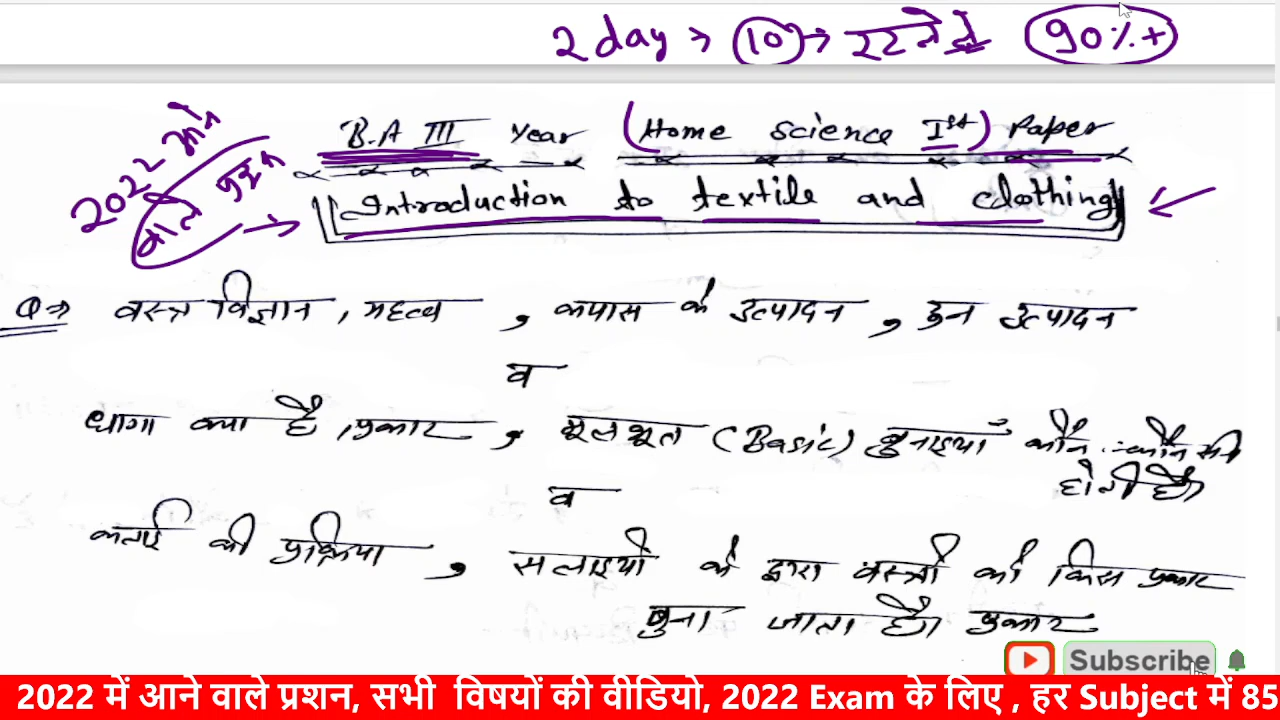 2 day → 10 → रटलेने से 90%+
2022 में आने वाले प्रश्न
B.A III Year (Home Science Ist) Paper
Introduction to textile and clothing
Q⇒ वस्त्र विज्ञान, महत्व, कपास के उत्पादन, ऊन उत्पादन
व
धागा क्या है, प्रकार, मूलभूत (Basic) बुनाइयाँ कौन-कौन सी
होती है।
व
कताई की प्रक्रिया, सलाइयो के द्वारा वस्त्रो को किस प्रकार
बुना जाता है। प्रकार
Subscribe
2022 में आने वाले प्रशन, सभी विषयों की वीडियो, 2022 Exam के लिए , हर Subject में 85